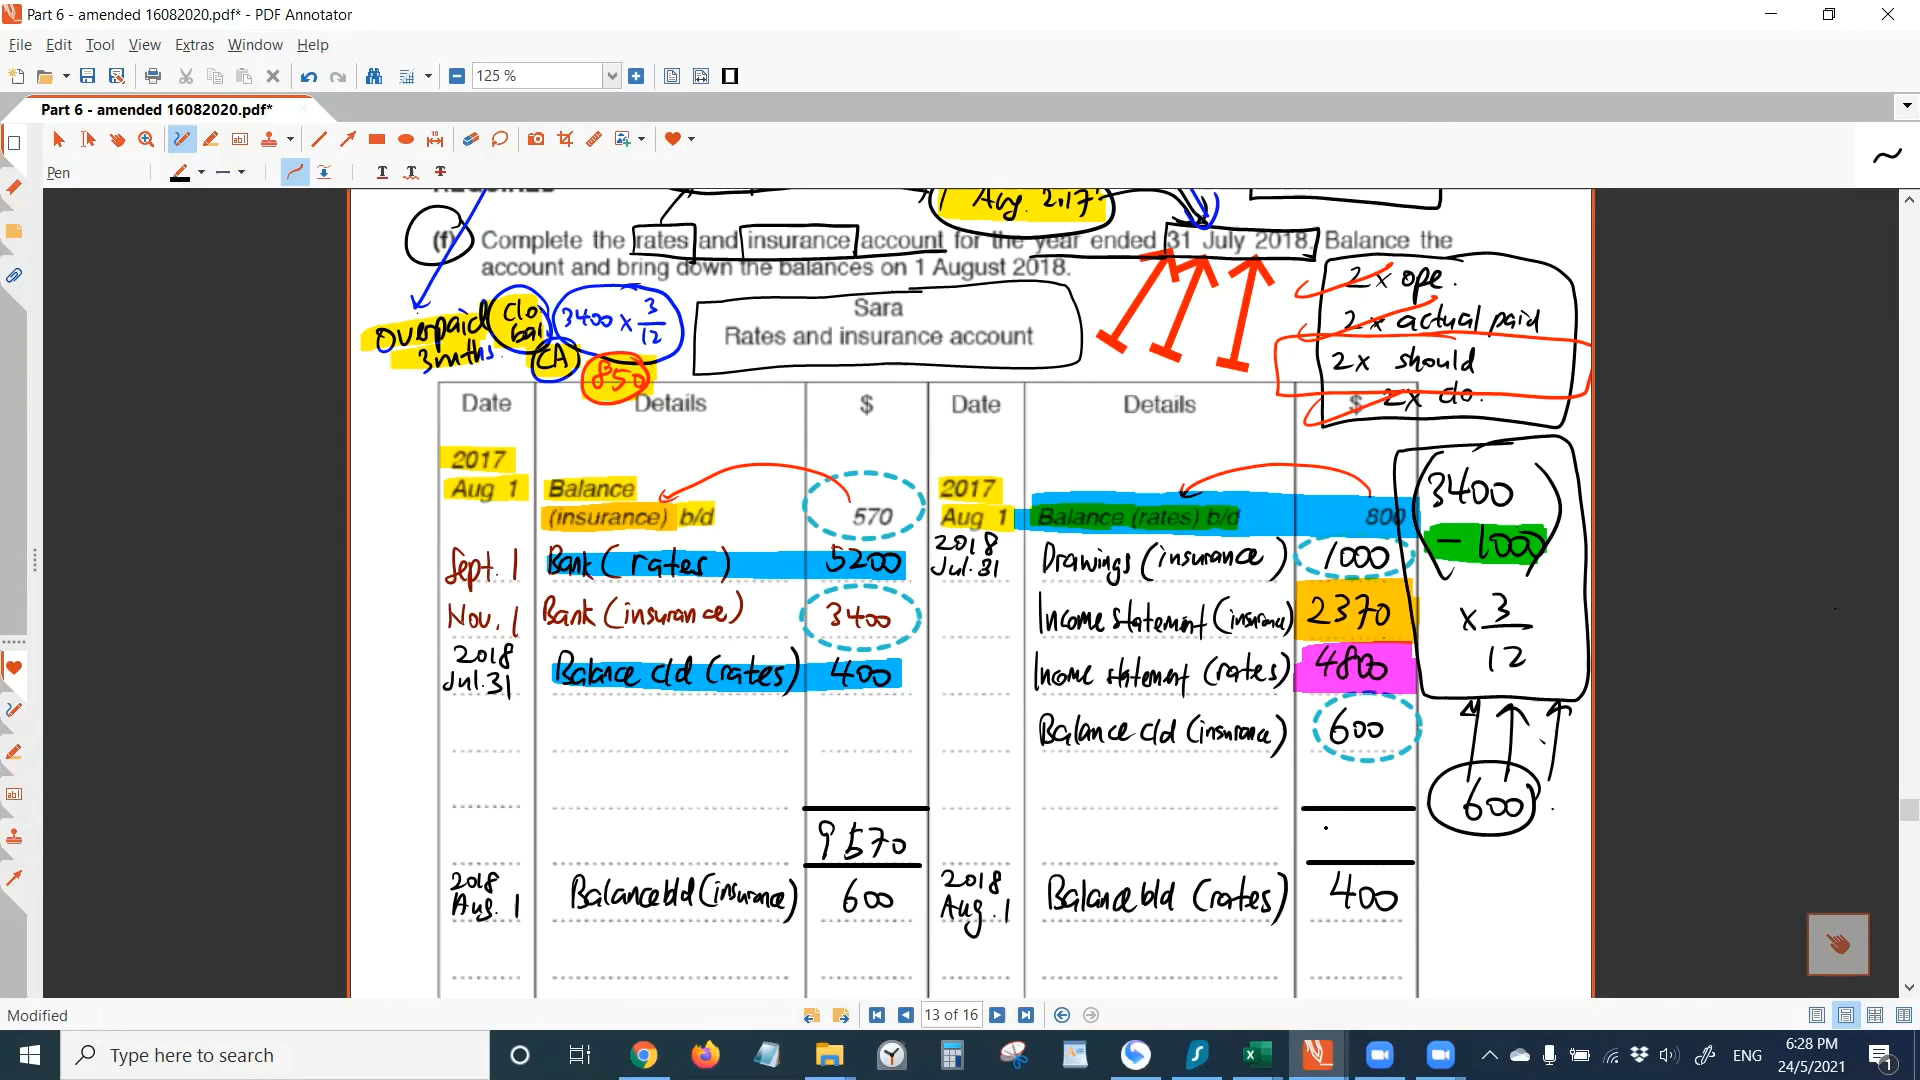 Part 6 - amended 16082020.pdf* - PDF Annotator
File Edit Tool View Extras Window Help
125 %
Part 6 - amended 16082020.pdf*
Pen
REQUIRED
1 Aug. 2017
(f) Complete the rates and insurance account for the year ended 31 July 2018. Balance the
account and bring down the balances on 1 August 2018.
Overpaid
3mths.
Clo.
bal.
CA
3400 x 3/12
850
Sara
Rates and insurance account
2 x ope.
2 x actual paid
2x should
2x do.
Date Details $ Date Details $
2017 2017
Aug 1 Balance (insurance) b/d 570 Aug 1 Balance (rates) b/d 800
Sept. 1 Bank (rates) 5200 2018 Jul. 31 Drawings (insurance) 1000
Nov. 1 Bank (insurance) 3400 Income statement (insurance) 2370
2018 Jul. 31 Balance c/d (rates) 400 Income statement (rates) 4800
Balance c/d (insurance) 600
9570
2018 Aug. 1 Balance b/d (insurance) 600 2018 Aug. 1 Balance b/d (rates) 400
3400
- 1000
x 3
12
600
Modified
13 of 16
Type here to search
ENG
6:28 PM
24/5/2021
1